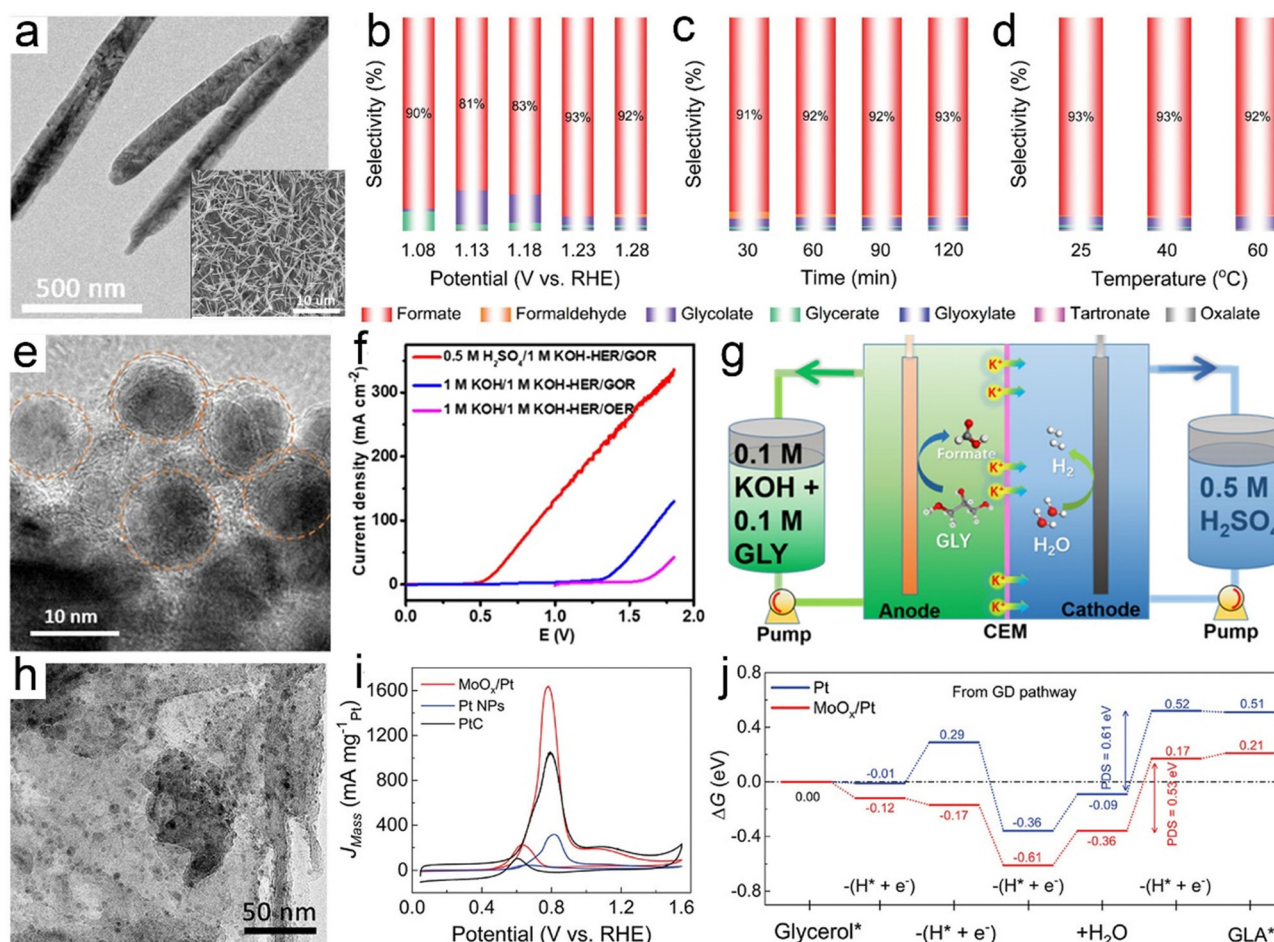 a
500 nm
10 um
b
Selectivity (%)
90%
81%
83%
93%
92%
1.08
1.13
1.18
1.23
1.28
Potential (V vs. RHE)
c
Selectivity (%)
91%
92%
92%
93%
30
60
90
120
Time (min)
d
Selectivity (%)
93%
93%
92%
25
40
60
Temperature (°C)
Formate
Formaldehyde
Glycolate
Glycerate
Glyoxylate
Tartronate
Oxalate
e
10 nm
f
Current density (mA cm⁻²)
300
200
100
0
0.5 M H₂SO₄/1 M KOH-HER/GOR
1 M KOH/1 M KOH-HER/GOR
1 M KOH/1 M KOH-HER/OER
0.0
0.5
1.0
1.5
2.0
E (V)
g
0.1 M
KOH +
0.1 M
GLY
Pump
Formate
GLY
Anode
K⁺
K⁺
K⁺
K⁺
K⁺
K⁺
CEM
H₂
H₂O
Cathode
0.5 M
H₂SO₄
Pump
h
50 nm
i
J_Mass (mA mg⁻¹ Pt)
1600
1200
800
400
0
MoOₓ/Pt
Pt NPs
PtC
0.0
0.4
0.8
1.2
1.6
Potential (V vs. RHE)
j
ΔG (eV)
0.8
0.4
0.0
-0.4
-0.8
Pt
MoOₓ/Pt
From GD pathway
0.00
-0.01
-0.12
0.29
-0.17
-0.36
-0.61
-0.09
-0.36
PDS = 0.61 eV
0.52
0.51
0.17
0.21
PDS = 0.53 eV
-(H* + e⁻)
-(H* + e⁻)
-(H* + e⁻)
Glycerol*
-(H* + e⁻)
+H₂O
GLA*